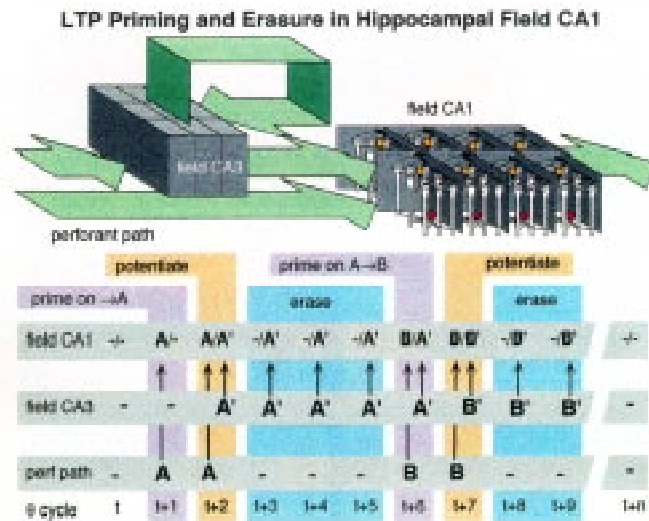 LTP Priming and Erasure in Hippocampal Field CA1
field CA1
field CA3
perforant path
potentiate prime on A→B potentiate
prime on →A erase erase
field CA1 -/- A/- A/A' -/A' -/A' -/A' B/A' B/B' -/B' -/B' -/-
field CA3 - - A' A' A' A' A' B' B' B' -
perf path - A A - - - B B - - -
θ cycle t t+1 t+2 t+3 t+4 t+5 t+6 t+7 t+8 t+9 t+n